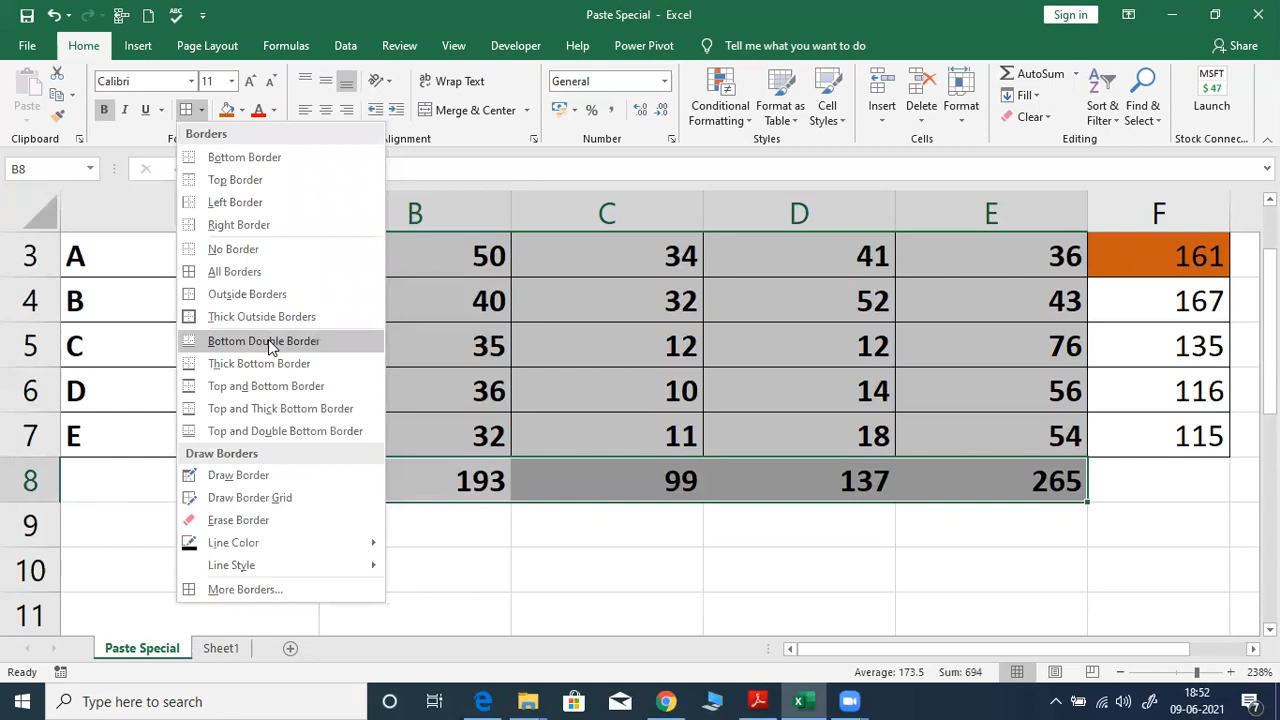 Paste Special - Excel
Sign in
File Home Insert Page Layout Formulas Data Review View Developer Help Power Pivot Tell me what you want to do Share
Paste
Calibri 11 A A
Wrap Text
General
Conditional Formatting
Format as Table
Cell Styles
Insert Delete Format
AutoSum
Fill
Clear
Sort & Filter
Find & Select
MSFT
$ 47
Launch
B I U
Merge & Center
%
Clipboard Alignment Number Styles Cells Editing Stock Connec...
B8
Borders
Bottom Border
Top Border
Left Border
Right Border
No Border
All Borders
Outside Borders
Thick Outside Borders
Bottom Double Border
Thick Bottom Border
Top and Bottom Border
Top and Thick Bottom Border
Top and Double Bottom Border
Draw Borders
Draw Border
Draw Border Grid
Erase Border
Line Color
Line Style
More Borders...
B C D E F
3 A 50 34 41 36 161
4 B 40 32 52 43 167
5 C 35 12 12 76 135
6 D 36 10 14 56 116
7 E 32 11 18 54 115
8 193 99 137 265
9
10
11
Paste Special Sheet1
Ready Average: 173.5 Sum: 694 238%
Type here to search
18:52
09-06-2021
7